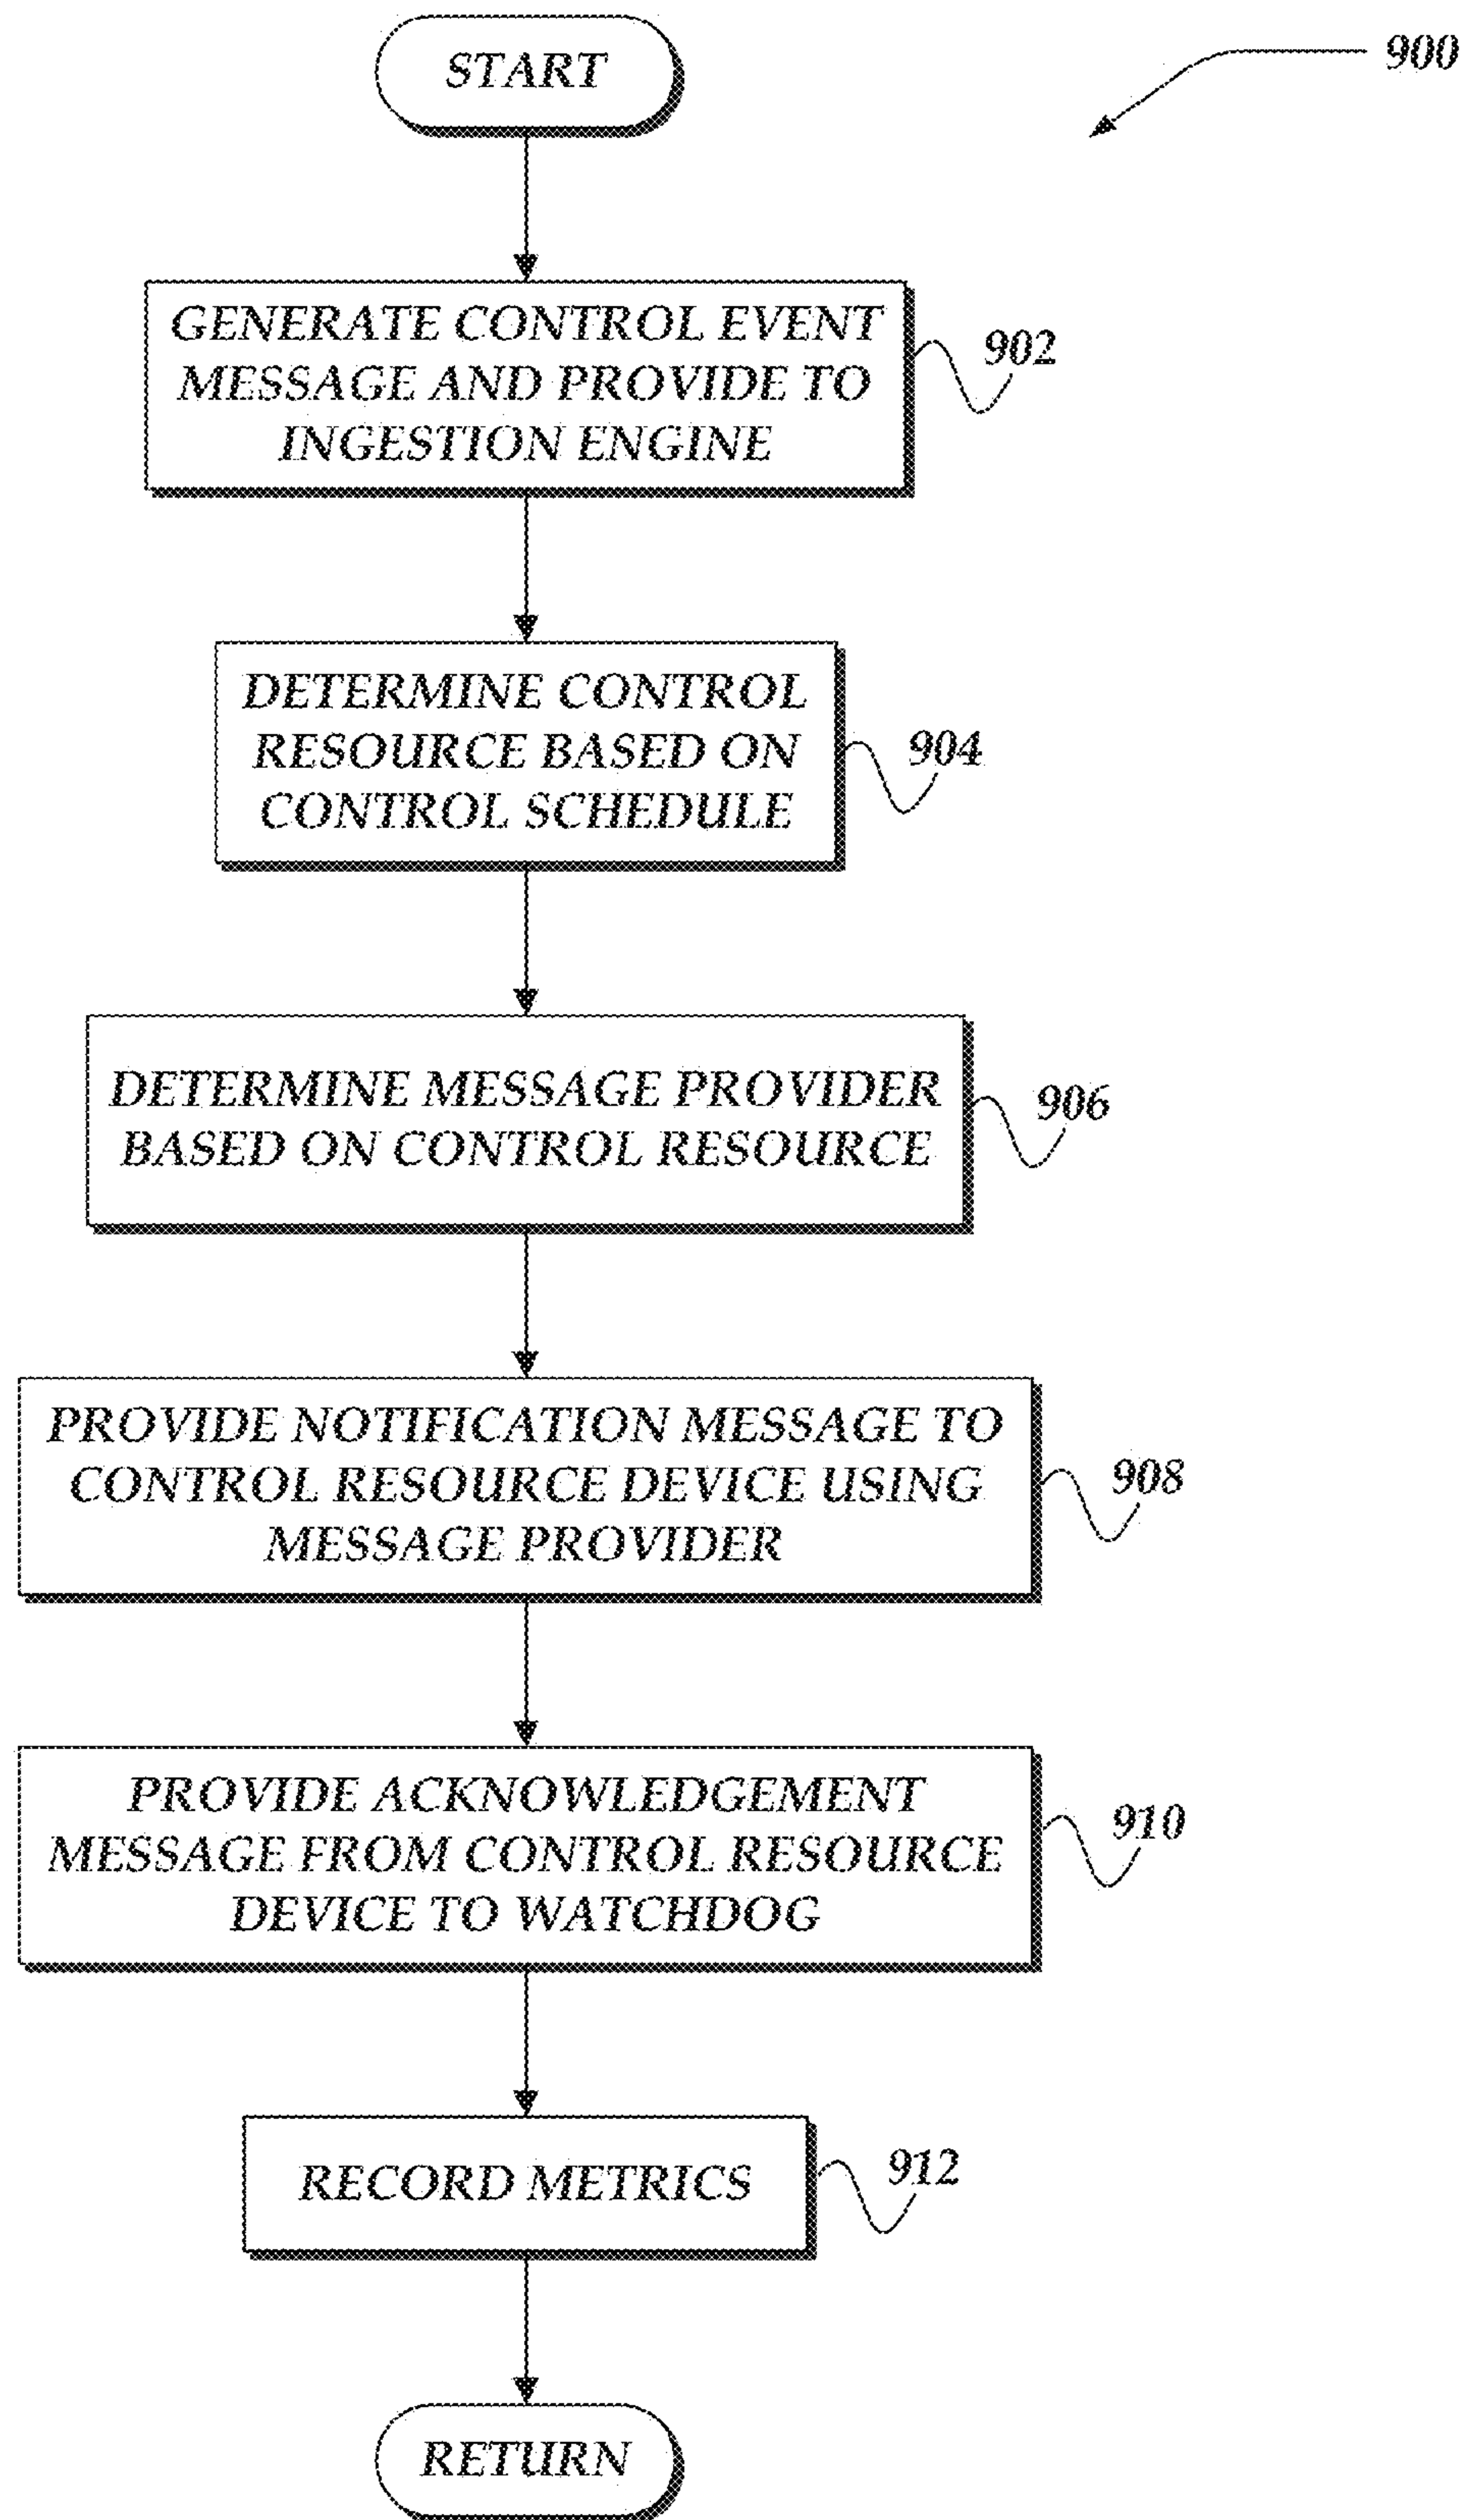 START
900
GENERATE CONTROL EVENT
MESSAGE AND PROVIDE TO
INGESTION ENGINE
902
DETERMINE CONTROL
RESOURCE BASED ON
CONTROL SCHEDULE
904
DETERMINE MESSAGE PROVIDER
BASED ON CONTROL RESOURCE
906
PROVIDE NOTIFICATION MESSAGE TO
CONTROL RESOURCE DEVICE USING
MESSAGE PROVIDER
908
PROVIDE ACKNOWLEDGEMENT
MESSAGE FROM CONTROL RESOURCE
DEVICE TO WATCHDOG
910
RECORD METRICS
912
RETURN